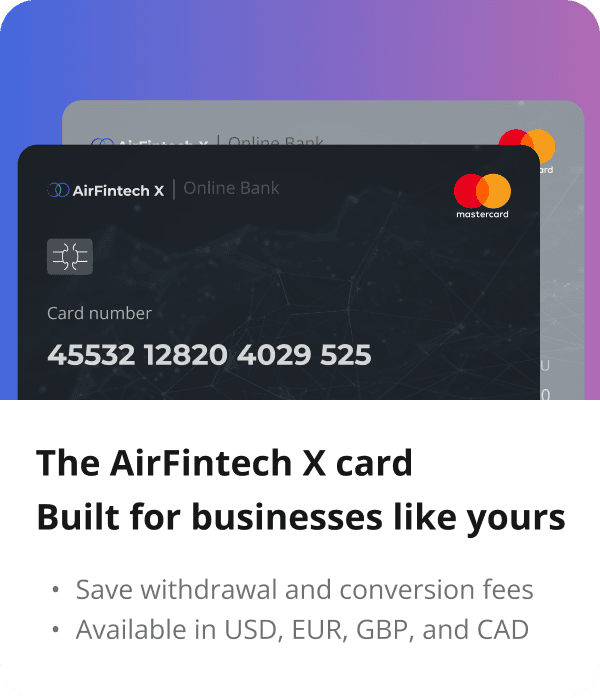 AirFintech X | Online Bank
AirFintech X | Online Bank
mastercard
Card number
45532 12820 4029 525
The AirFintech X card
Built for businesses like yours
• Save withdrawal and conversion fees
• Available in USD, EUR, GBP, and CAD